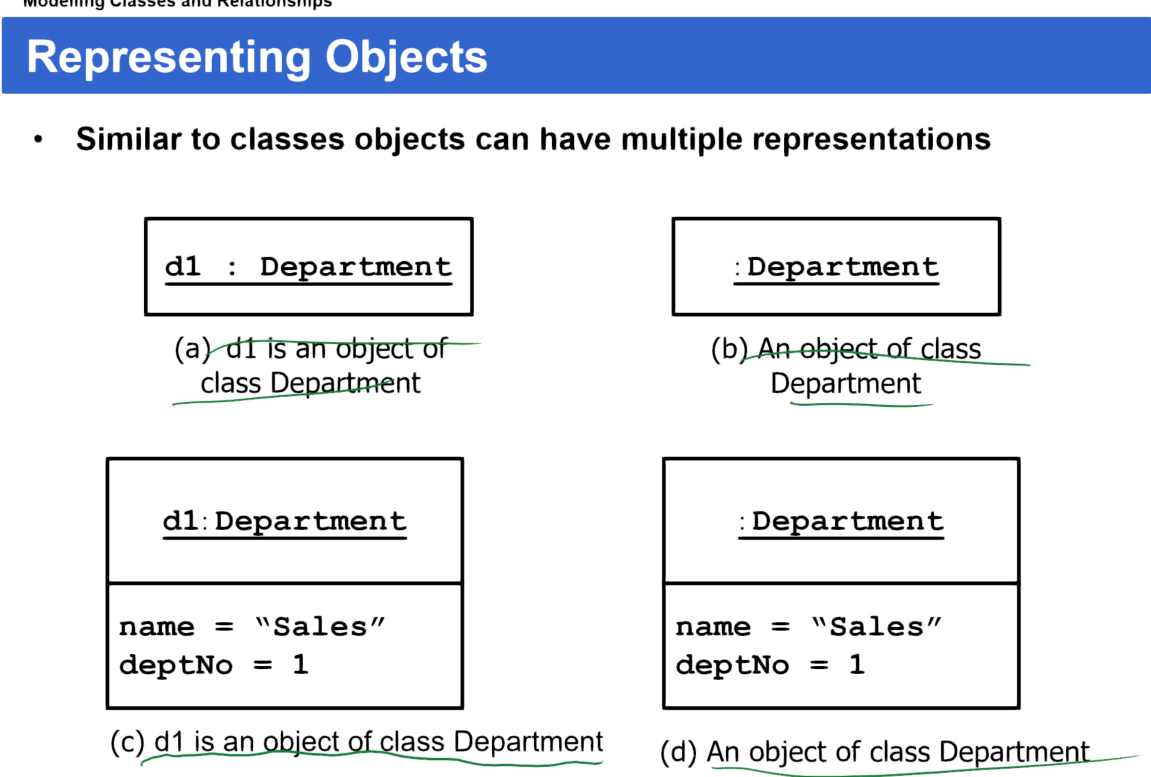 Modelling Classes and Relationships
Representing Objects
• Similar to classes objects can have multiple representations
d1 : Department
:Department
(a) d1 is an object of
class Department
(b) An object of class
Department
d1:Department
:Department
name = “Sales”
deptNo = 1
name = “Sales”
deptNo = 1
(c) d1 is an object of class Department
(d) An object of class Department